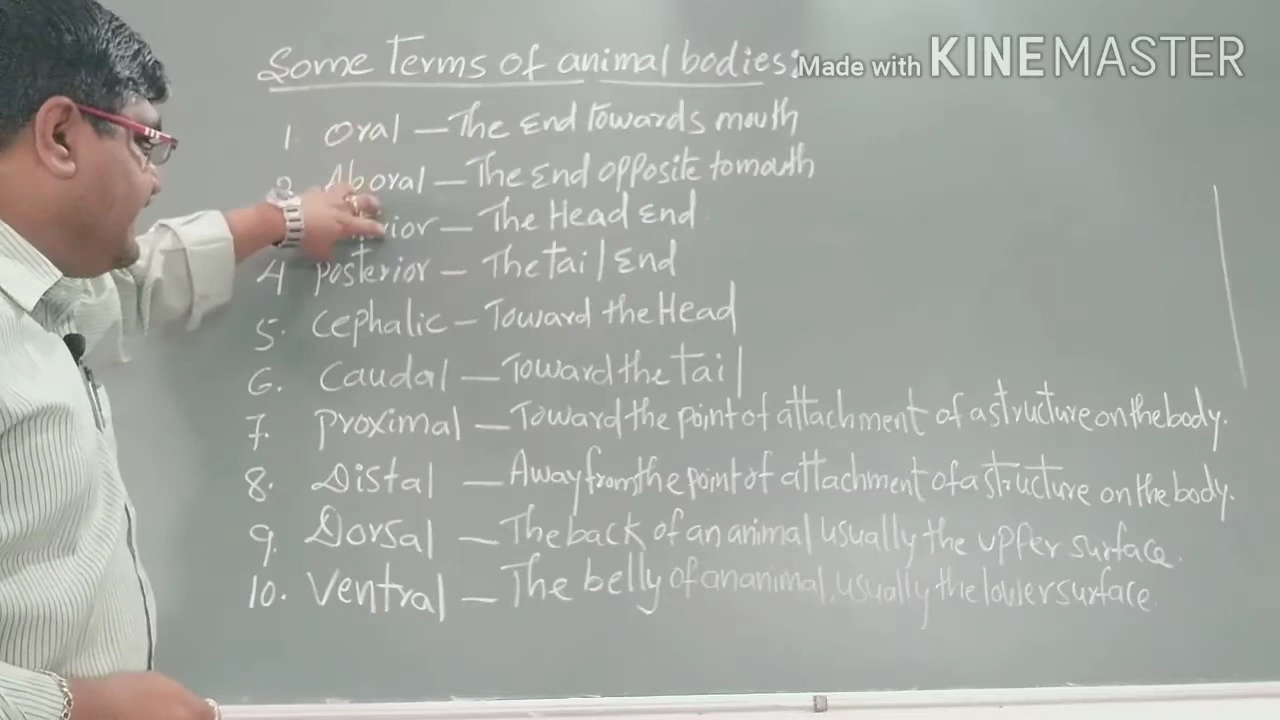 Some Terms of animal bodies:
Made with KINEMASTER
1. Oral — The End towards mouth
2. Aboral — The End opposite to mouth
rior — The Head End
4 Posterior — The tail End
5. Cephalic — Toward the Head
6. Caudal — Toward the Tail
7. Proximal — Toward the point of attachment of a structure on the body.
8. Distal — Away from the point of attachment of a structure on the body.
9. Dorsal — The back of an animal usually the upper surface.
10. Ventral — The belly of an animal, usually the lower surface